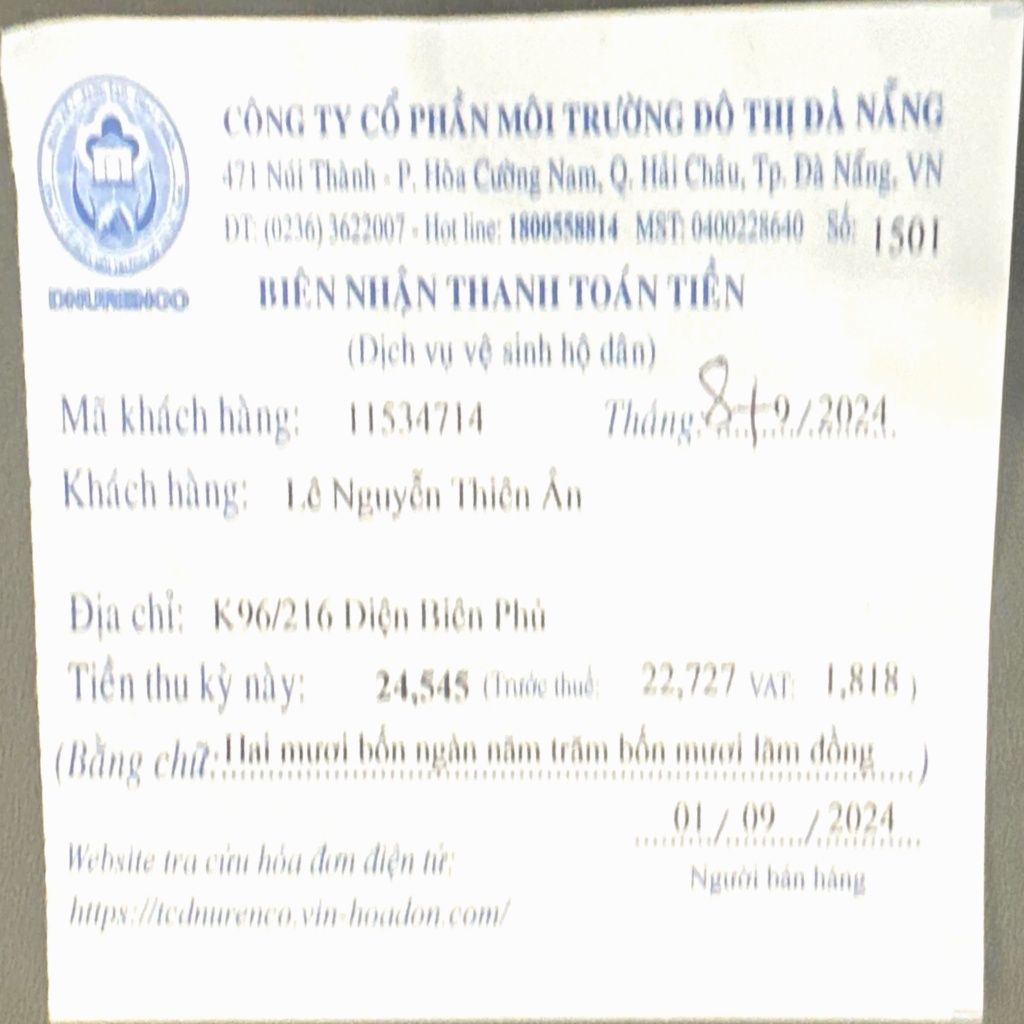 CÔNG TY CỔ PHẦN MÔI TRƯỜNG ĐÔ THỊ ĐÀ NẴNG
471 Núi Thành - P. Hòa Cường Nam, Q. Hải Châu, Tp. Đà Nẵng, VN
ĐT: (0236) 3622007 - Hot line: 1800558814 MST: 0400228640 Số: 1501
DNURENCO
BIÊN NHẬN THANH TOÁN TIỀN
(Dịch vụ vệ sinh hộ dân)
Mã khách hàng: 11534714 Tháng: 8+9/2024
Khách hàng: Lê Nguyễn Thiên Ân
Địa chỉ: K96/216 Điện Biên Phủ
Tiền thu kỳ này: 24,545 (Trước thuế: 22,727 VAT: 1,818 )
(Bằng chữ: Hai mươi bốn ngàn năm trăm bốn mươi lăm đồng )
01 / 09 / 2024
Người bán hàng
Website tra cứu hóa đơn điện tử:
https://tcdnurenco.vin-hoadon.com/